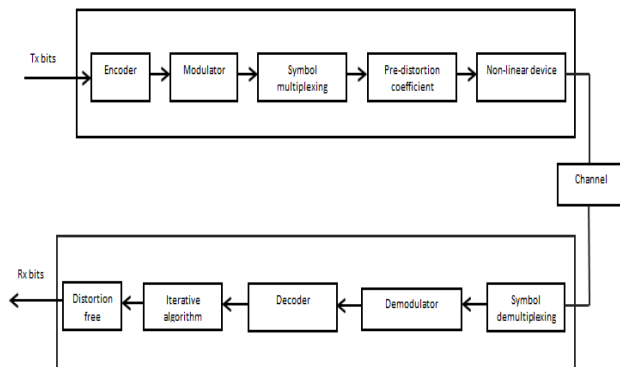 Tx bits
Encoder
Modulator
Symbol
multiplexing
Pre-distortion
coefficient
Non-linear device
Channel
Rx bits
Distortion
free
Iterative
algorithm
Decoder
Demodulator
Symbol
demultiplexing